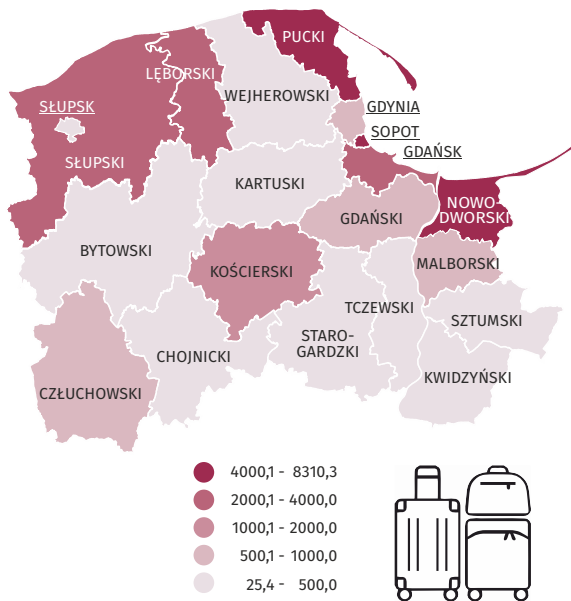 PUCKI
LĘBORSKI
WEJHEROWSKI
SŁUPSK
GDYNIA
SOPOT
GDAŃSK
SŁUPSKI
KARTUSKI
NOWO-
DWORSKI
GDAŃSKI
BYTOWSKI
KOŚCIERSKI
MALBORSKI
TCZEWSKI
SZTUMSKI
STARO-
GARDZKI
CHOJNICKI
KWIDZYŃSKI
CZŁUCHOWSKI
4000,1 - 8310,3
2000,1 - 4000,0
1000,1 - 2000,0
500,1 - 1000,0
25,4 - 500,0